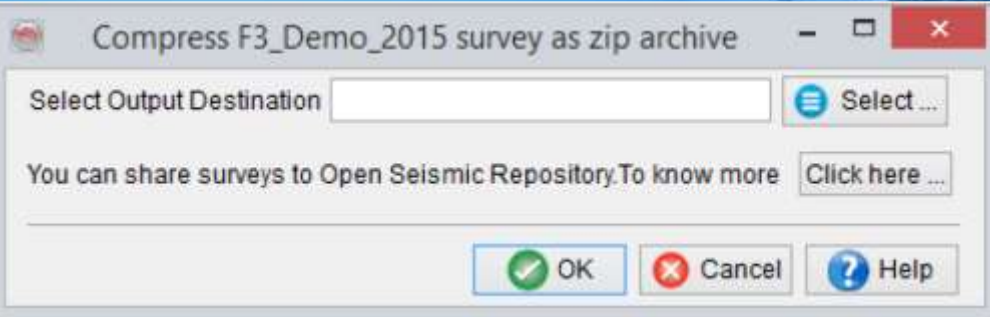 Compress F3_Demo_2015 survey as zip archive
Select Output Destination Select ...
You can share surveys to Open Seismic Repository.To know more Click here ...
OK Cancel Help